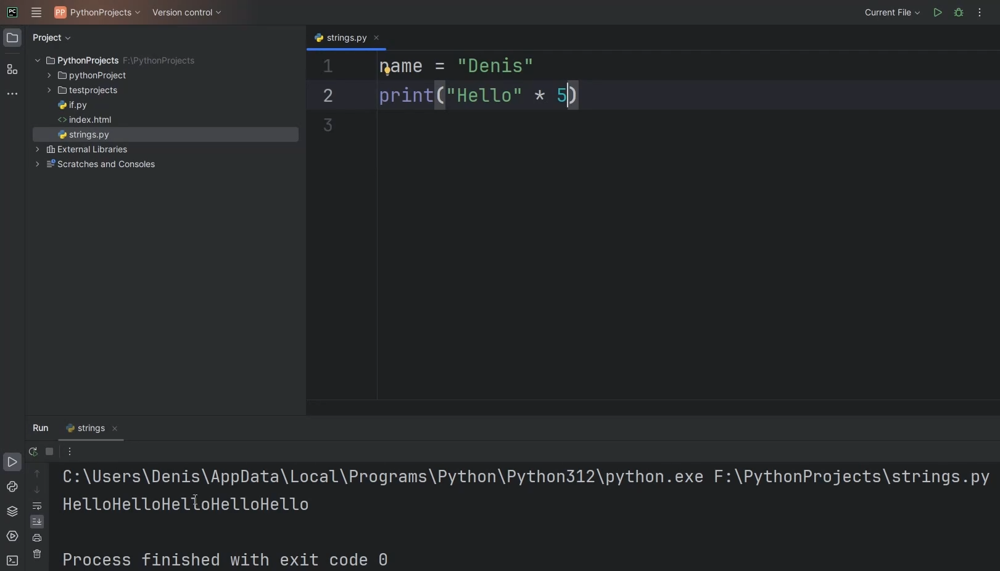 PC
PP PythonProjects Version control
Current File
Project
PythonProjects F:\PythonProjects
pythonProject
testprojects
if.py
<> index.html
strings.py
External Libraries
Scratches and Consoles
strings.py
1 name = "Denis"
2 print("Hello" * 5)
3
Run strings
C:\Users\Denis\AppData\Local\Programs\Python\Python312\python.exe F:\PythonProjects\strings.py
HelloHelloHelloHelloHello
Process finished with exit code 0